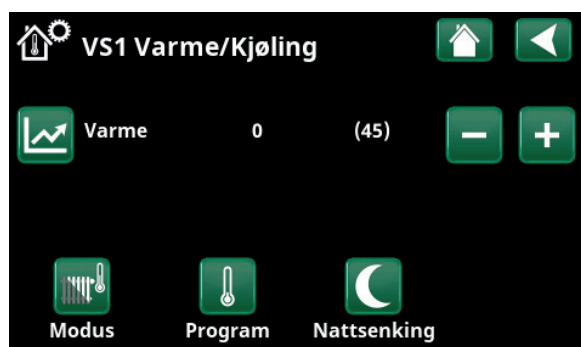 VS1 Varme/Kjøling
Varme 0 (45)
Modus Program Nattsenking